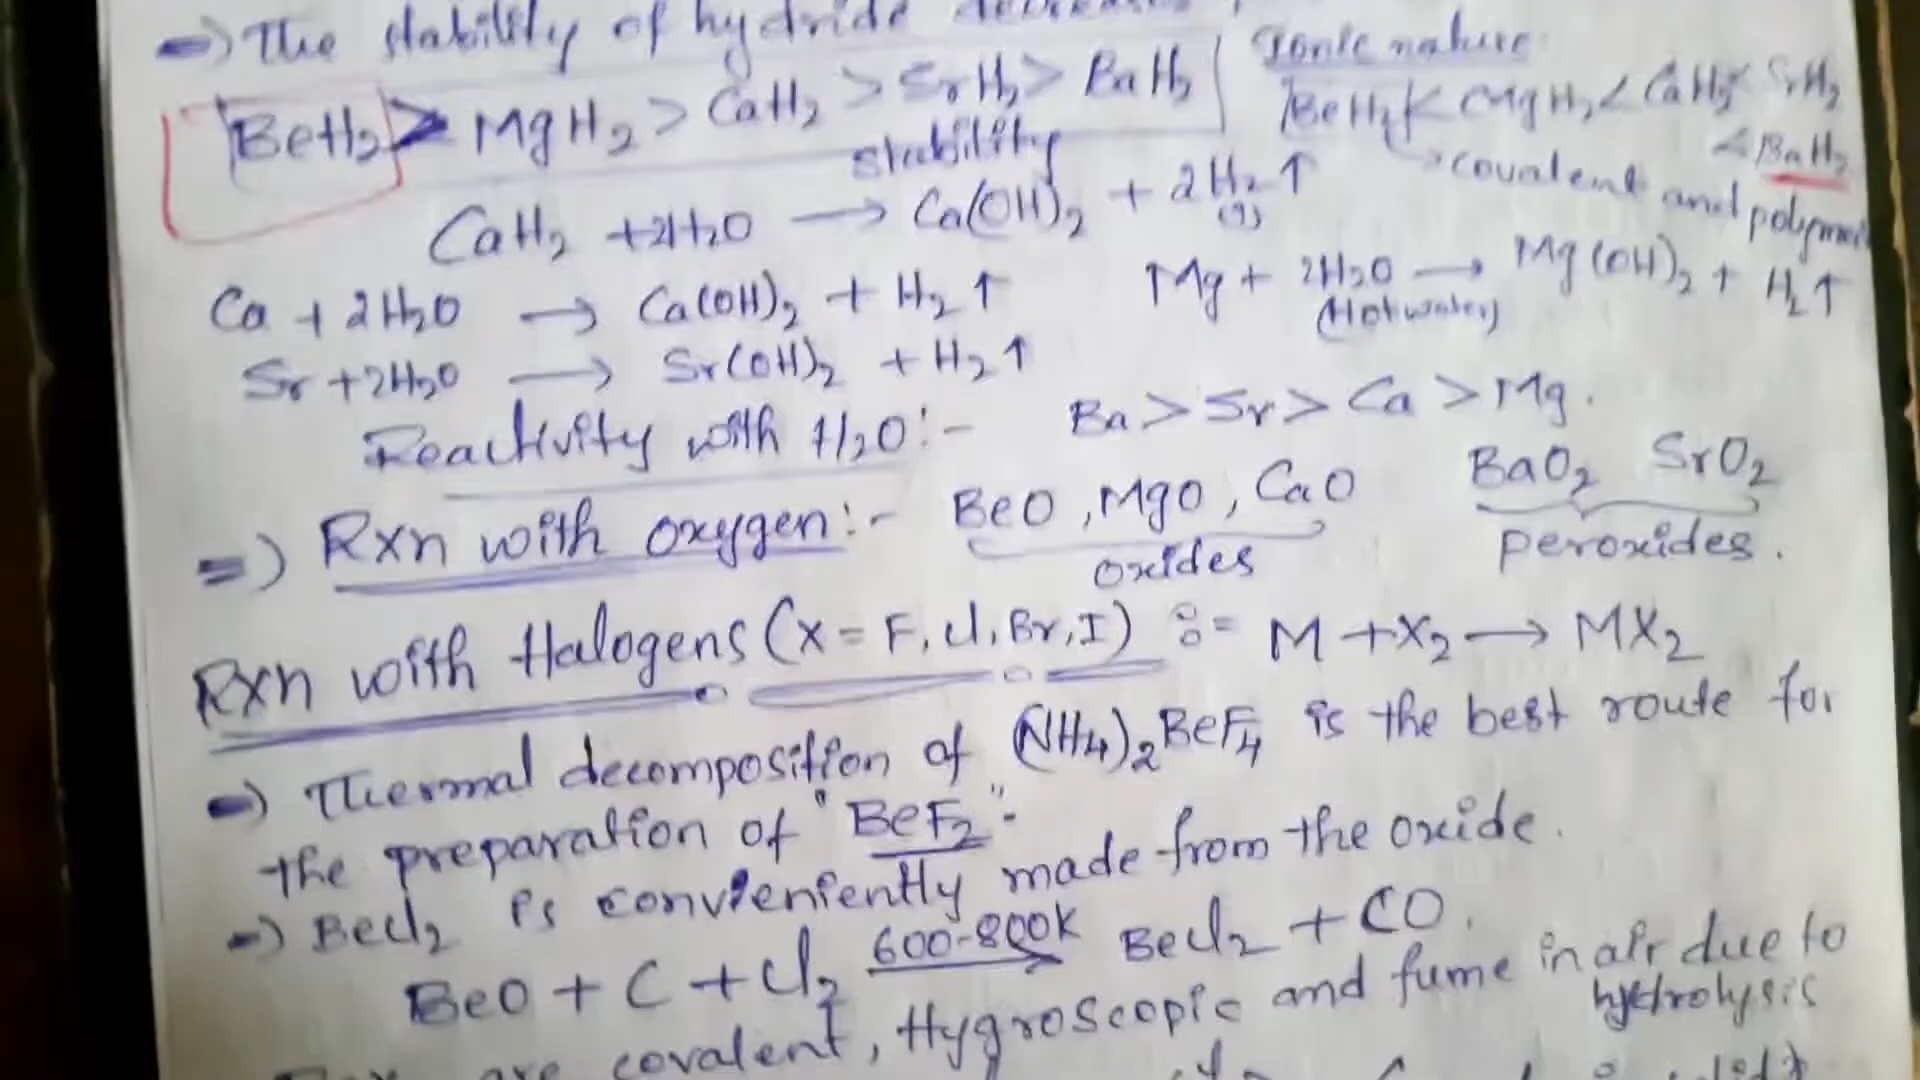 => The stability of hydride decreases
BeH2 > MgH2 > CaH2 > SrH2 > BaH2
stability
Ionic nature
BeH2 < MgH2 < CaH2 < SrH2
< BaH2
→ covalent and
CaH2 + 2H2O → Ca(OH)2 + 2H2 ↑
(g)
Ca + 2H2O → Ca(OH)2 + H2 ↑
Mg + 2H2O → Mg(OH)2 + H2 ↑
(Hot water)
Sr + 2H2O → Sr(OH)2 + H2 ↑
Reactivity with H2O :- Ba > Sr > Ca > Mg.
=> Rxn with oxygen :- BeO , MgO , CaO BaO2 SrO2
oxides peroxides.
Rxn with Halogens (X = F, Cl, Br, I) := M + X2 → MX2
=> Thermal decomposition of (NH4)2BeF4 is the best route for
the preparation of "BeF2".
=> BeCl2 is convieniently made from the oxide.
BeO + C + Cl2 600-800K → BeCl2 + CO.
are covalent, Hygroscopic and fume in air due to
hydrolysis